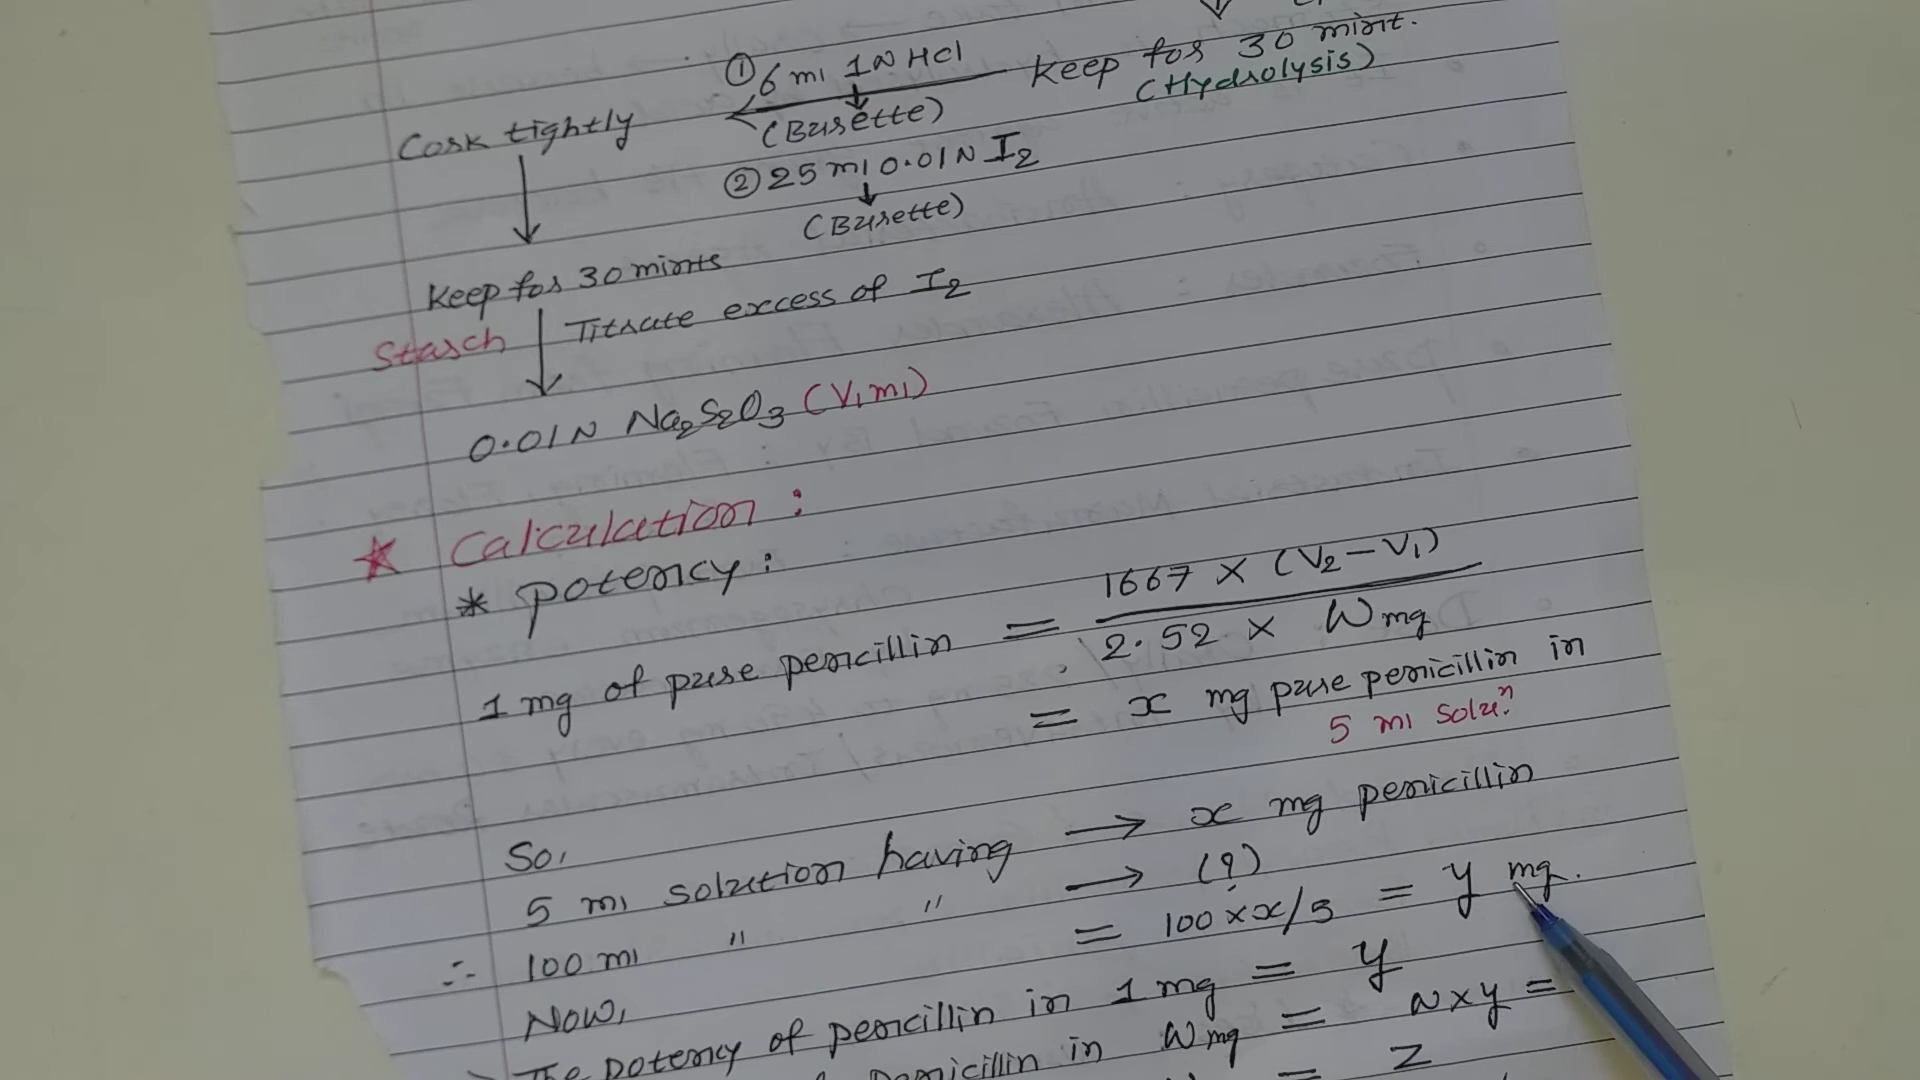 ① 6 ml 1N HCl
Keep for 30 mint.
(Hydrolysis)
Cork tightly
(Burette)
② 25 ml 0.01N I2
(Burette)
Keep for 30 mints
Starch Titrate excess of I2
0.01N Na2S2O3 (V1 ml)
* Calculation :
* potency :
1 mg of pure penicillin = 1667 × (V2 – V1)
2.52 × W mg
= x mg pure penicillin in
5 ml Solu.n
So,
5 ml solution having → x mg penicillin
∴ 100 ml " " → (?)
= 100 × x/5 = y mg.
Now,
The potency of penicillin in 1 mg = y
penicillin in W mg = W × y =
= Z